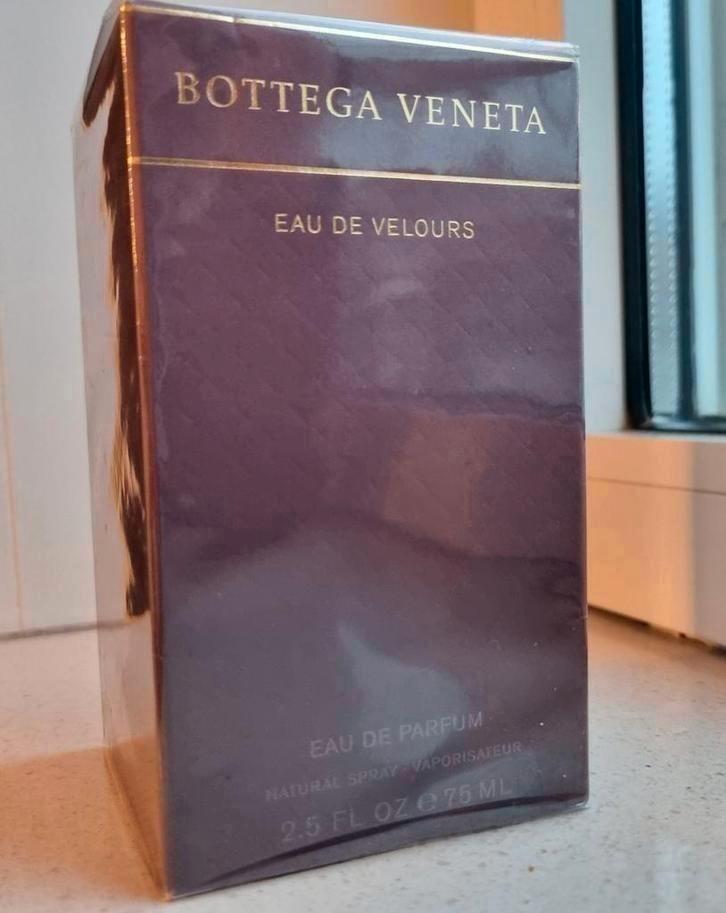 BOTTEGA VENETA
EAU DE VELOURS
EAU DE PARFUM
NATURAL SPRAY - VAPORISATEUR
2.5 FL OZ ℮ 75 ML